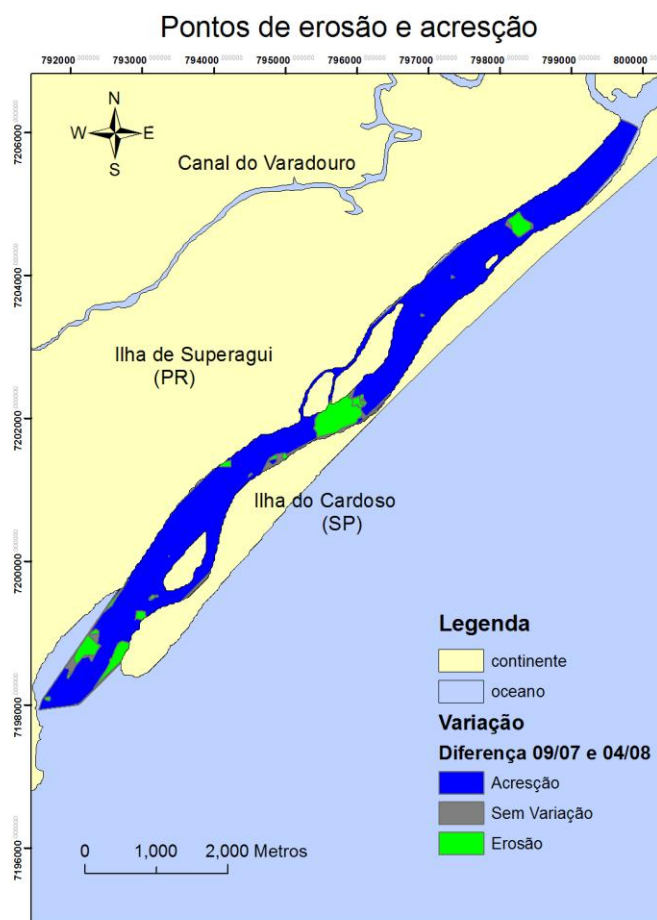 Pontos de erosão e acresção
792000 793000 794000 795000 796000 797000 798000 799000 800000
7206000
7204000
7202000
7200000
7198000
7196000
N
W E
S
Canal do Varadouro
Ilha de Superagui
(PR)
Ilha do Cardoso
(SP)
Legenda
continente
oceano
Variação
Diferença 09/07 e 04/08
Acresção
Sem Variação
Erosão
0 1,000 2,000 Metros